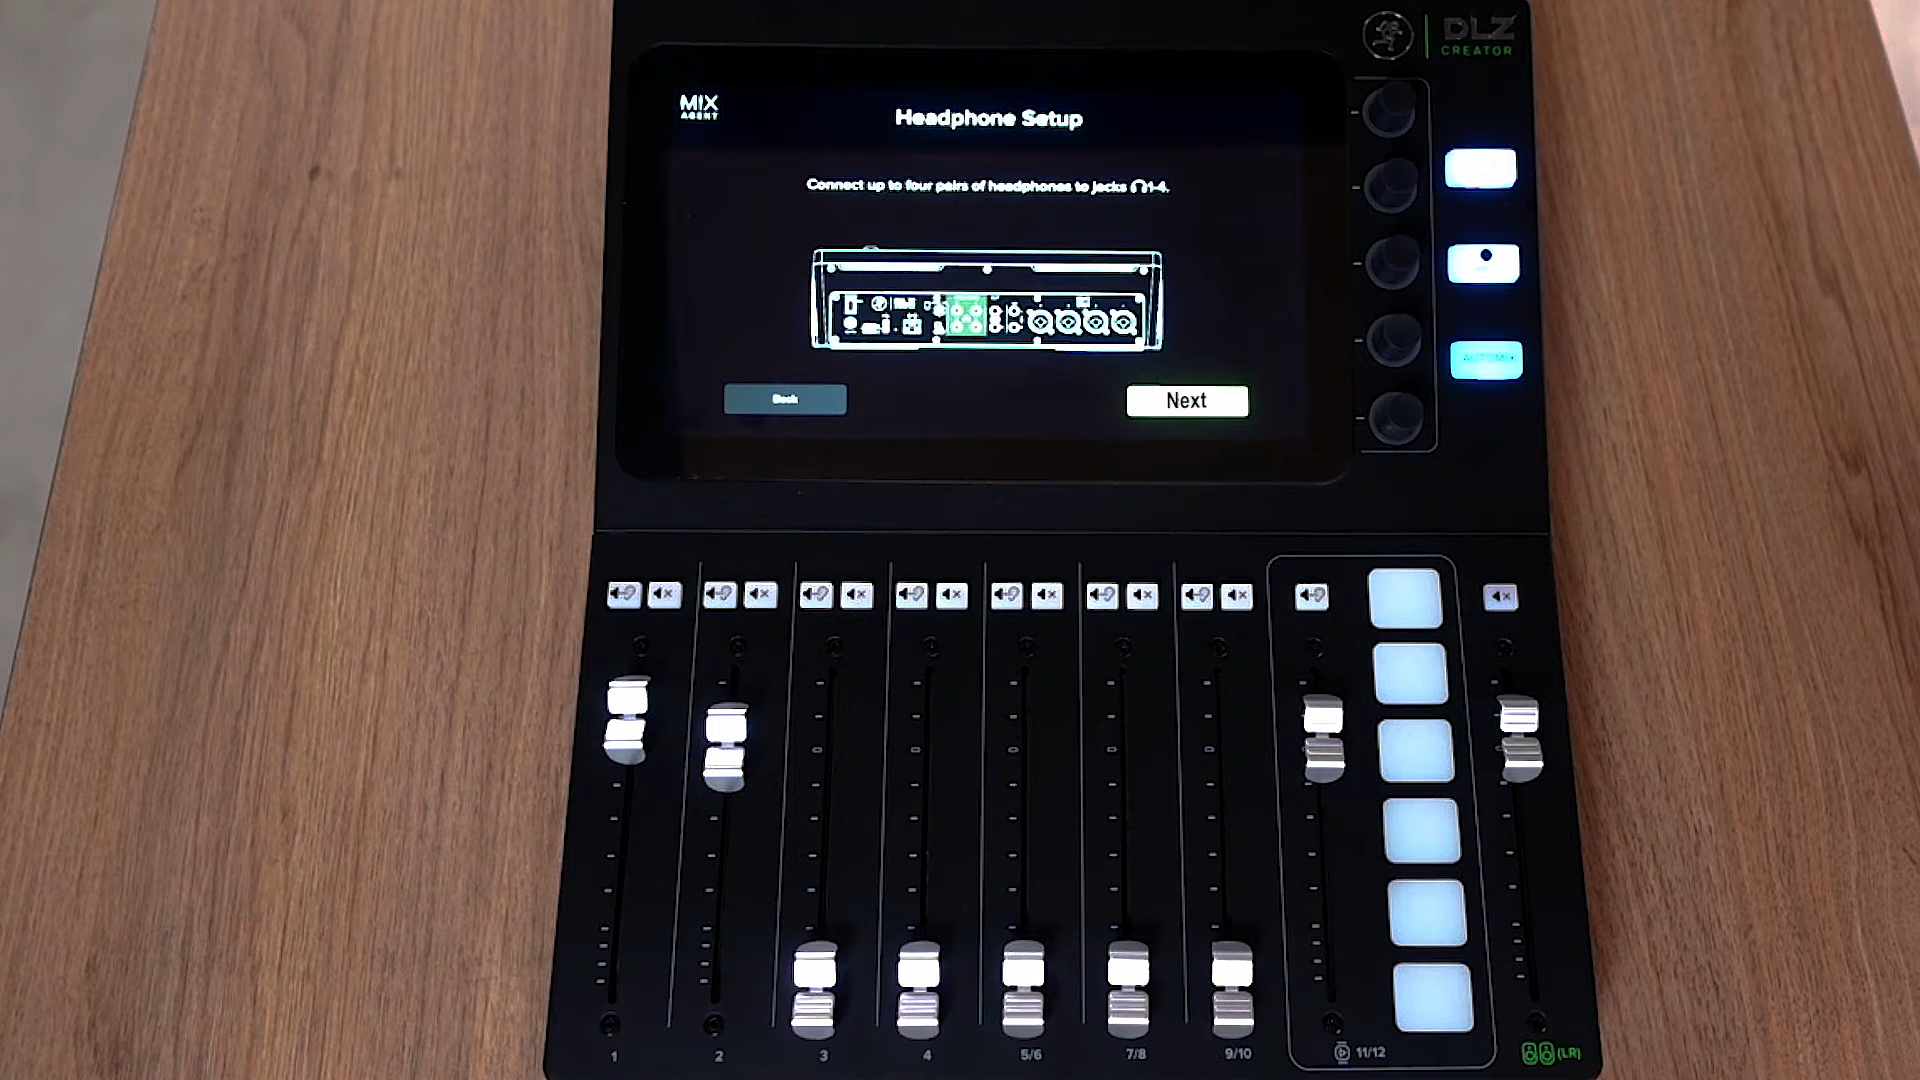 DLZ
CREATOR
MIX
AGENT
Headphone Setup
Connect up to four pairs of headphones to jacks 1-4.
Back
Next
1
2
3
4
5/6
7/8
9/10
11/12
(LR)